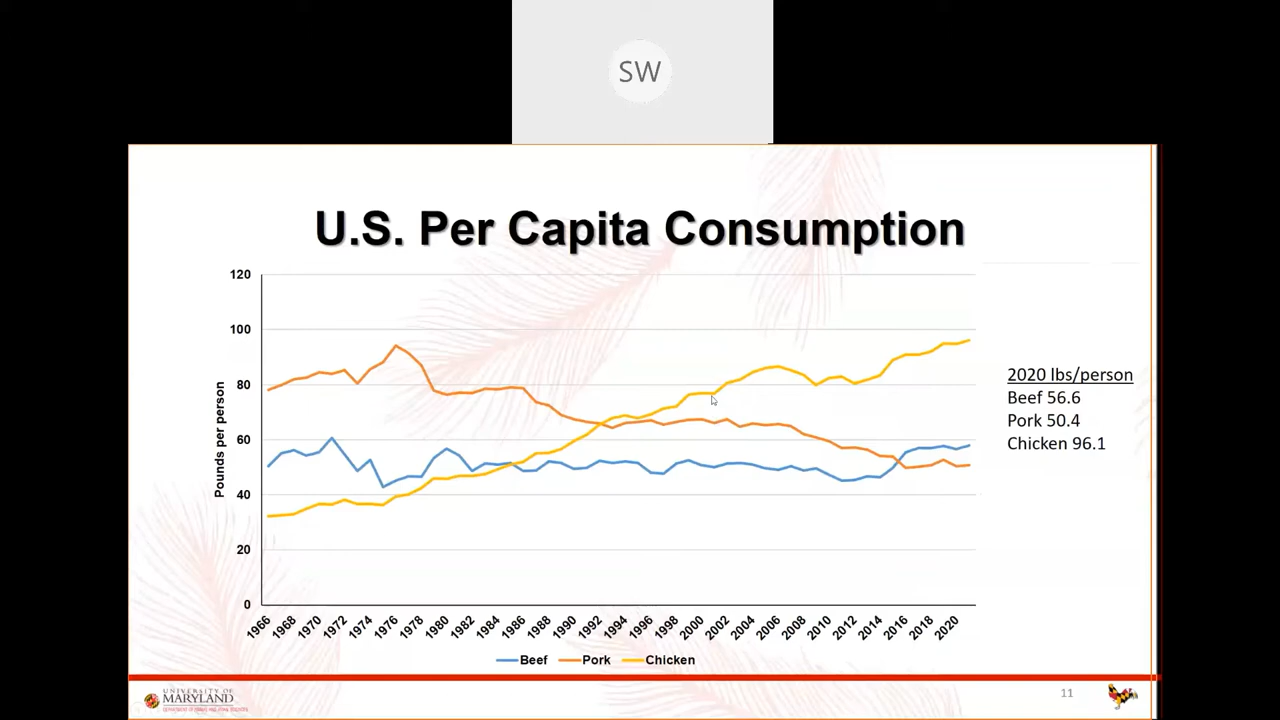 SW
U.S. Per Capita Consumption
120
100
80
60
40
20
0
Pounds per person
1966 1968 1970 1972 1974 1976 1978 1980 1982 1984 1986 1988 1990 1992 1994 1996 1998 2000 2002 2004 2006 2008 2010 2012 2014 2016 2018 2020
Beef Pork Chicken
2020 lbs/person
Beef 56.6
Pork 50.4
Chicken 96.1
UNIVERSITY OF
MARYLAND
11